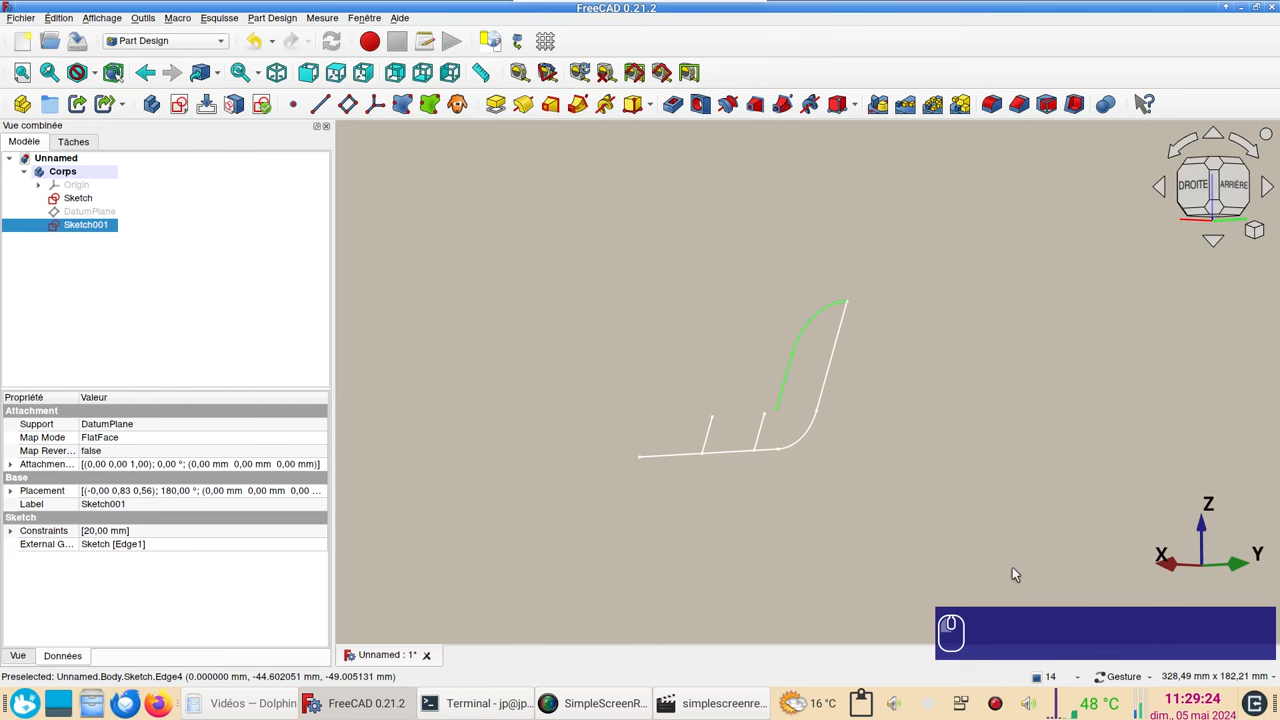 FreeCAD 0.21.2
Fichier Édition Affichage Outils Macro Esquisse Part Design Mesure Fenêtre Aide
Part Design
Vue combinée
Modèle Tâches
Unnamed
Corps
Origin
Sketch
DatumPlane
Sketch001
DROITE ARRIÈRE
Propriété Valeur
Attachment
Support DatumPlane
Map Mode FlatFace
Map Rever... false
Attachmen... [(0,00 0,00 1,00); 0,00 °; (0,00 mm 0,00 mm 0,00 mm)]
Base
Placement [(-0,00 0,83 0,56); 180,00 °; (0,00 mm 0,00 mm 0,00 ...
Label Sketch001
Sketch
Constraints [20,00 mm]
External G... Sketch [Edge1]
Z
X Y
Vue Données
Unnamed : 1*
Preselected: Unnamed.Body.Sketch.Edge4 (0.000000 mm, -44.602051 mm, -49.005131 mm)
14 Gesture 328,49 mm x 182,21 mm
Vidéos — Dolphin FreeCAD 0.21.2 Terminal - jp@jp... SimpleScreenR... simplescreenre... 16 °C 48 °C 11:29:24
dim., 05 mai 2024